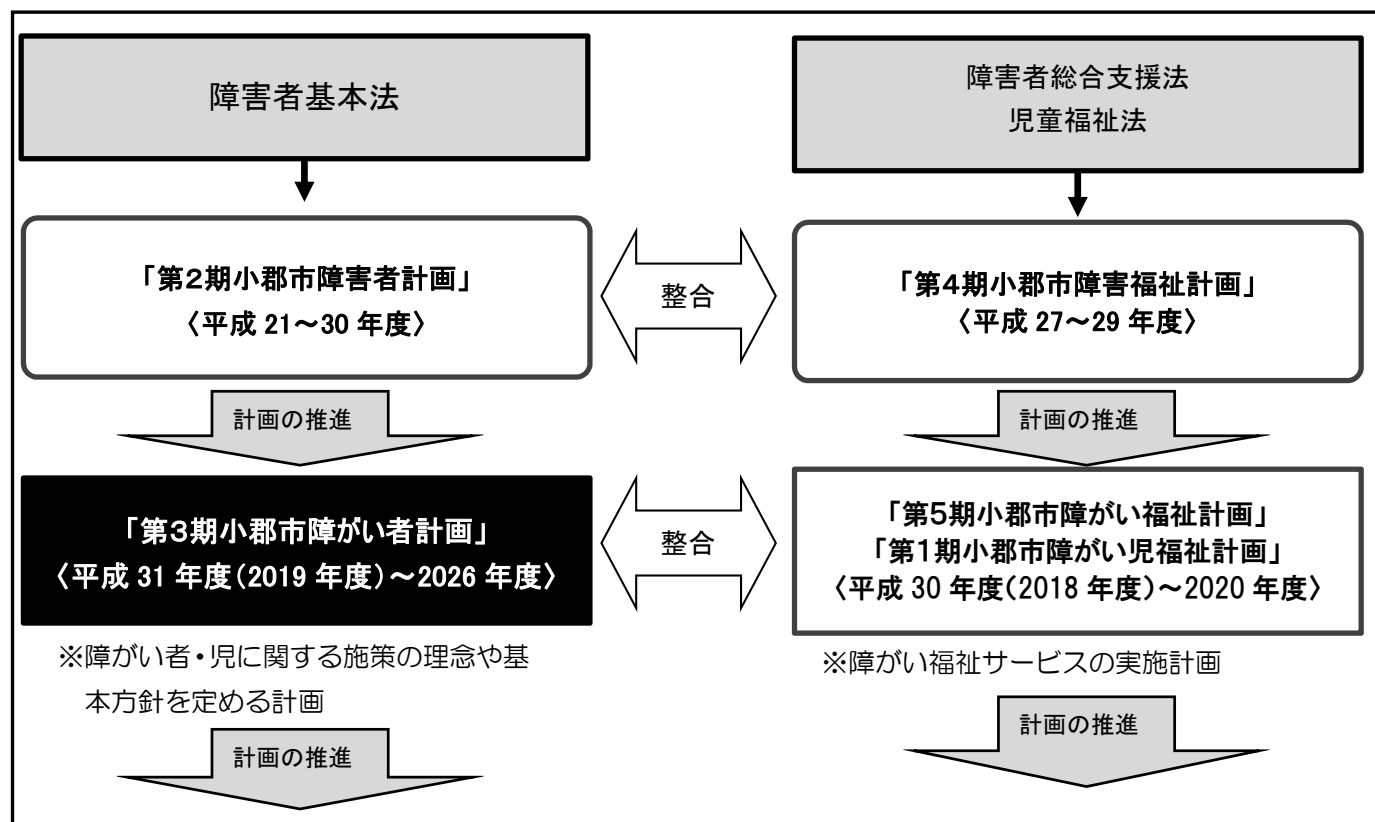 障害者基本法
障害者総合支援法
児童福祉法
「第2期小郡市障害者計画」
〈平成 21~30 年度〉
整合
「第4期小郡市障害福祉計画」
〈平成 27~29 年度〉
計画の推進
計画の推進
「第3期小郡市障がい者計画」
〈平成 31 年度(2019 年度)~2026 年度〉
整合
「第5期小郡市障がい福祉計画」
「第1期小郡市障がい児福祉計画」
〈平成 30 年度(2018 年度)~2020 年度〉
※障がい者・児に関する施策の理念や基
本方針を定める計画
※障がい福祉サービスの実施計画
計画の推進
計画の推進